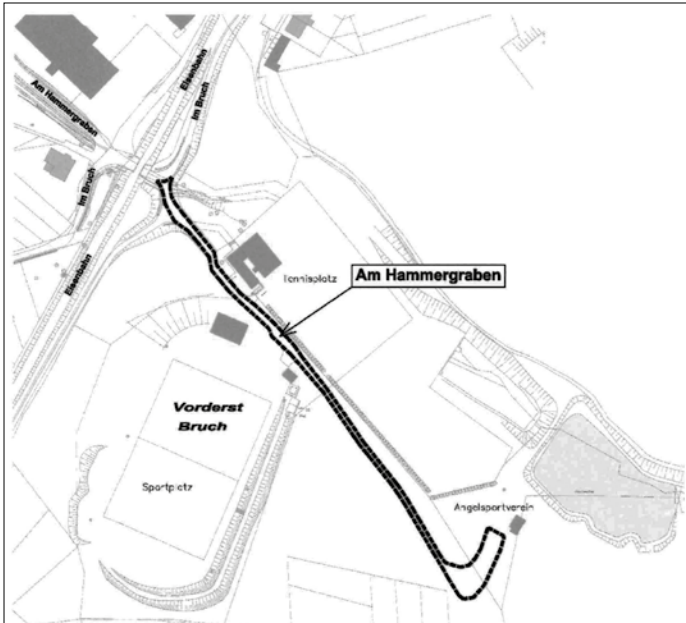 Eisenbahn
Im Bruch
Am Hammergraben
Im Bruch
Eisenbahn
Tennisplatz
Am Hammergraben
Vorderst
Bruch
Sportplatz
Angelsportverein